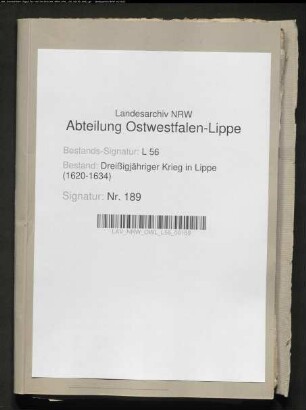 Landesarchiv NRW
Abteilung Ostwestfalen-Lippe
Bestands-Signatur: L 56
Bestand: Dreißigjähriger Krieg in Lippe
(1620-1634)
Signatur: Nr. 189